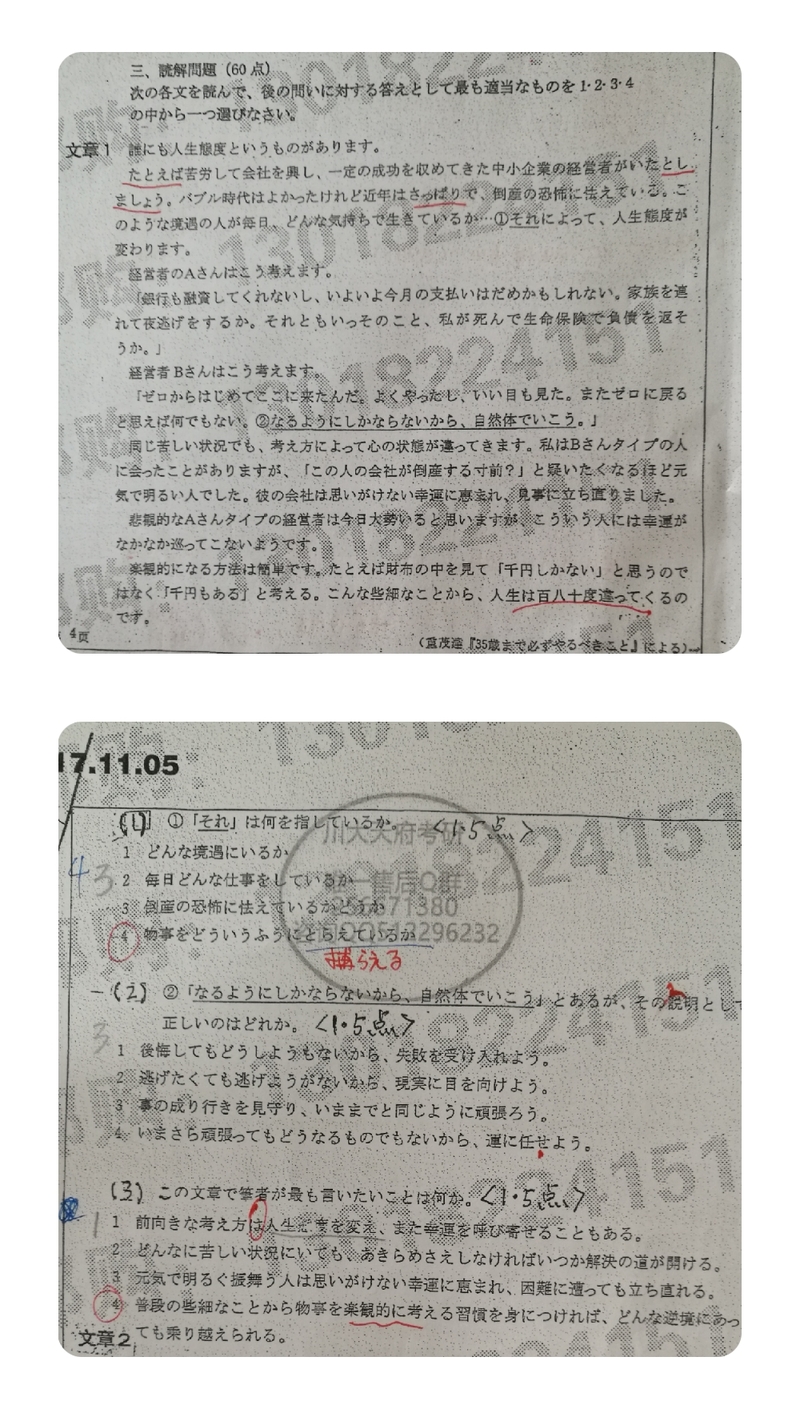 三、読解問題（60点）
次の各文を読んで、後の問いに対する答えとして最も適当なものを1・2・3・4
の中から一つ選びなさい。
文章1 誰にも人生態度というものがあります。
たとえば苦労して会社を興し、一定の成功を収めてきた中小企業の経営者がいたとし
ましょう。バブル時代はよかったけれど近年はさっぱりで、倒産の恐怖に怯えている。こ
のような境遇の人が毎日、どんな気持ちで生きているか…①それによって、人生態度が
変わります。
経営者のAさんはこう考えます。
「銀行も融資してくれないし、いよいよ今月の支払いはだめかもしれない。家族を連
れて夜逃げをするか。それともいっそのこと、私が死んで生命保険で負債を返そ
うか。」
経営者Bさんはこう考えます。
「ゼロからはじめてここに来たんだ。よくやったし、いい目も見た。またゼロに戻る
と思えば何でもない。②なるようにしかならないから、自然体でいこう。」
同じ苦しい状況でも、考え方によって心の状態が違ってきます。私はBさんタイプの人
に会ったことがありますが、「この人の会社が倒産する寸前？」と疑いたくなるほど元
気で明るい人でした。彼の会社は思いがけない幸運に恵まれ、見事に立ち直りました。
悲観的なAさんタイプの経営者は今日大勢いると思いますが、こういう人には幸運が
なかなか巡ってこないようです。
楽観的になる方法は簡単です。たとえば財布の中を見て「千円しかない」と思うので
はなく「千円もある」と考える。こんな些細なことから、人生は百八十度違ってくるの
です。
4页
（重茂達『35歳まで必ずやるべきこと』による）
17.11.05
(1) ①「それ」は何を指しているか。〈1・5点〉
1 どんな境遇にいるか
2 毎日どんな仕事をしているか
3 倒産の恐怖に怯えているかどうか
4 物事をどういうふうにとらえているか
捕らえる
(2) ②「なるようにしかならないから、自然体でいこう」とあるが、その説明として
正しいのはどれか。〈1・5点〉
1 後悔してもどうしようもないから、失敗を受け入れよう。
2 逃げたくても逃げようがないから、現実に目を向けよう。
3 事の成り行きを見守り、いままでと同じように頑張ろう。
4 いまさら頑張ってもどうなるものでもないから、運に任せよう。
(3) この文章で筆者が最も言いたいことは何か。〈1・5点〉
1 前向きな考え方は人生態度を変え、また幸運を呼び寄せることもある。
2 どんなに苦しい状況にいても、あきらめさえしなければいつか解決の道が開ける。
3 元気で明るく振舞う人は思いがけない幸運に恵まれ、困難に遭っても立ち直れる。
4 普段の些細なことから物事を楽観的に考える習慣を身につければ、どんな逆境にあっ
ても乗り越えられる。
文章2
13018224151